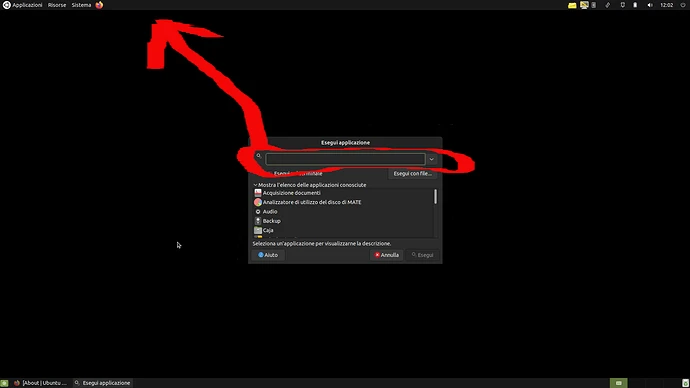 Applicazioni Risorse Sistema
12:02
Esegui applicazione
Esegui con file...
Mostra l'elenco delle applicazioni conosciute
Acquisizione documenti
Analizzatore di utilizzo del disco di MATE
Audio
Backup
Caja
Seleziona un'applicazione per visualizzarne la descrizione.
Aiuto
Annulla
Esegui
[About | Ubuntu ...
Esegui applicazione